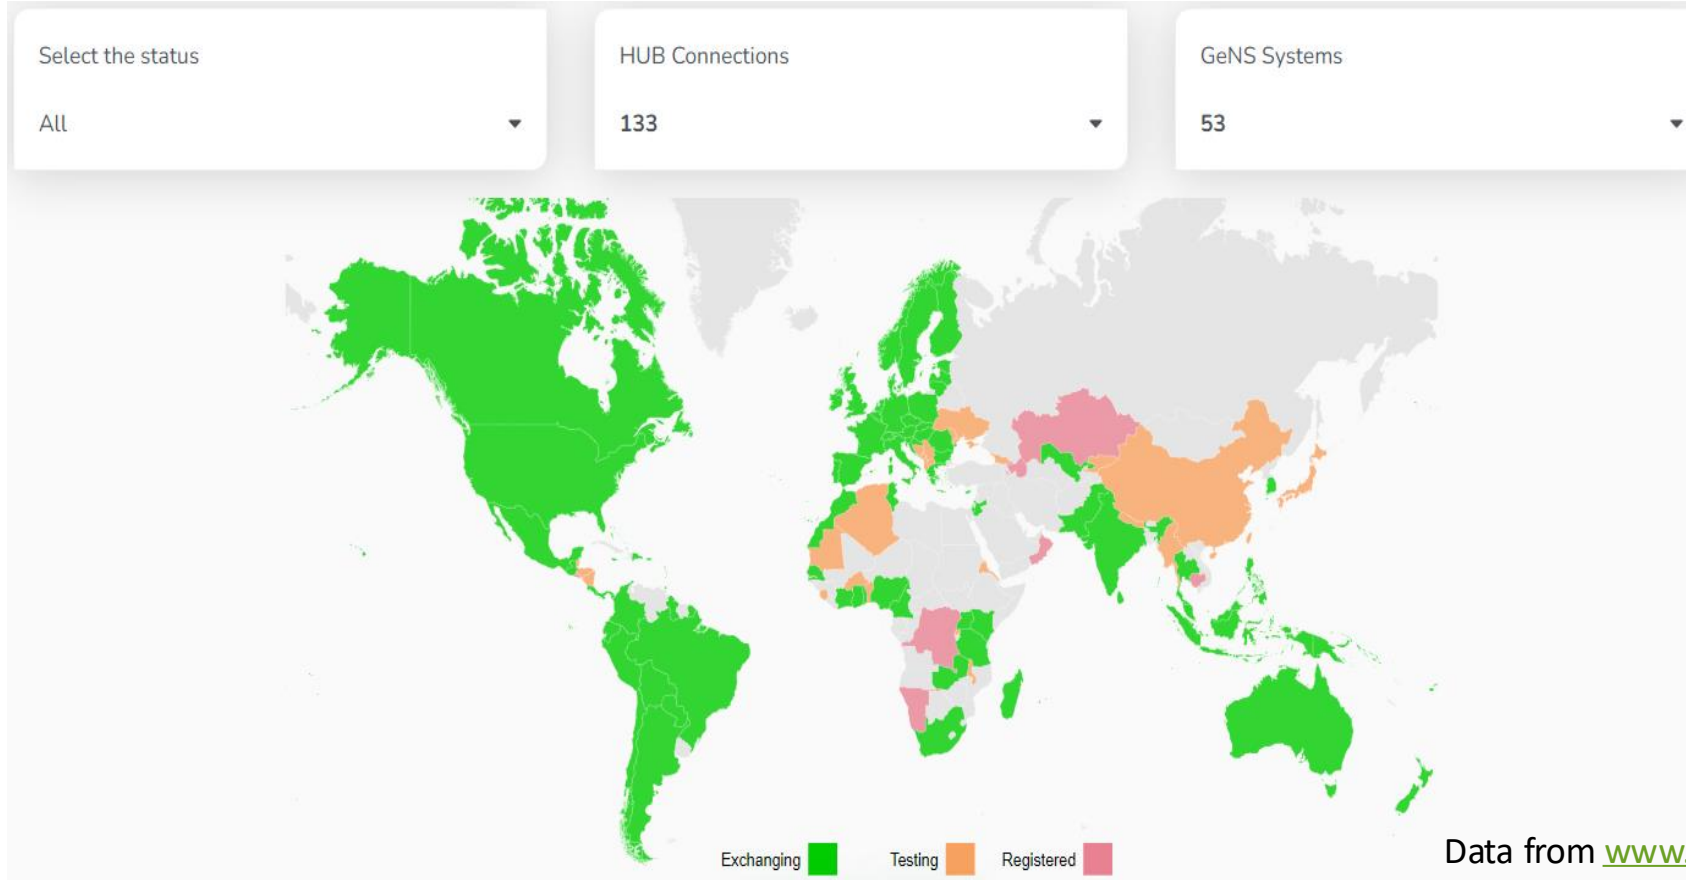 Select the status
All
HUB Connections
133
GeNS Systems
53
Exchanging
Testing
Registered
Data from www.